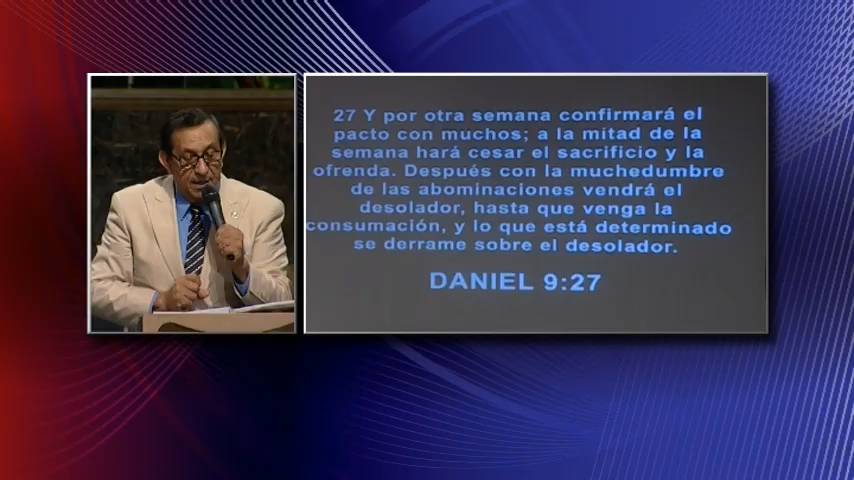 27 Y por otra semana confirmará el
pacto con muchos; a la mitad de la
semana hará cesar el sacrificio y la
ofrenda. Después con la muchedumbre
de las abominaciones vendrá el
desolador, hasta que venga la
consumación, y lo que está determinado
se derrame sobre el desolador.
DANIEL 9:27